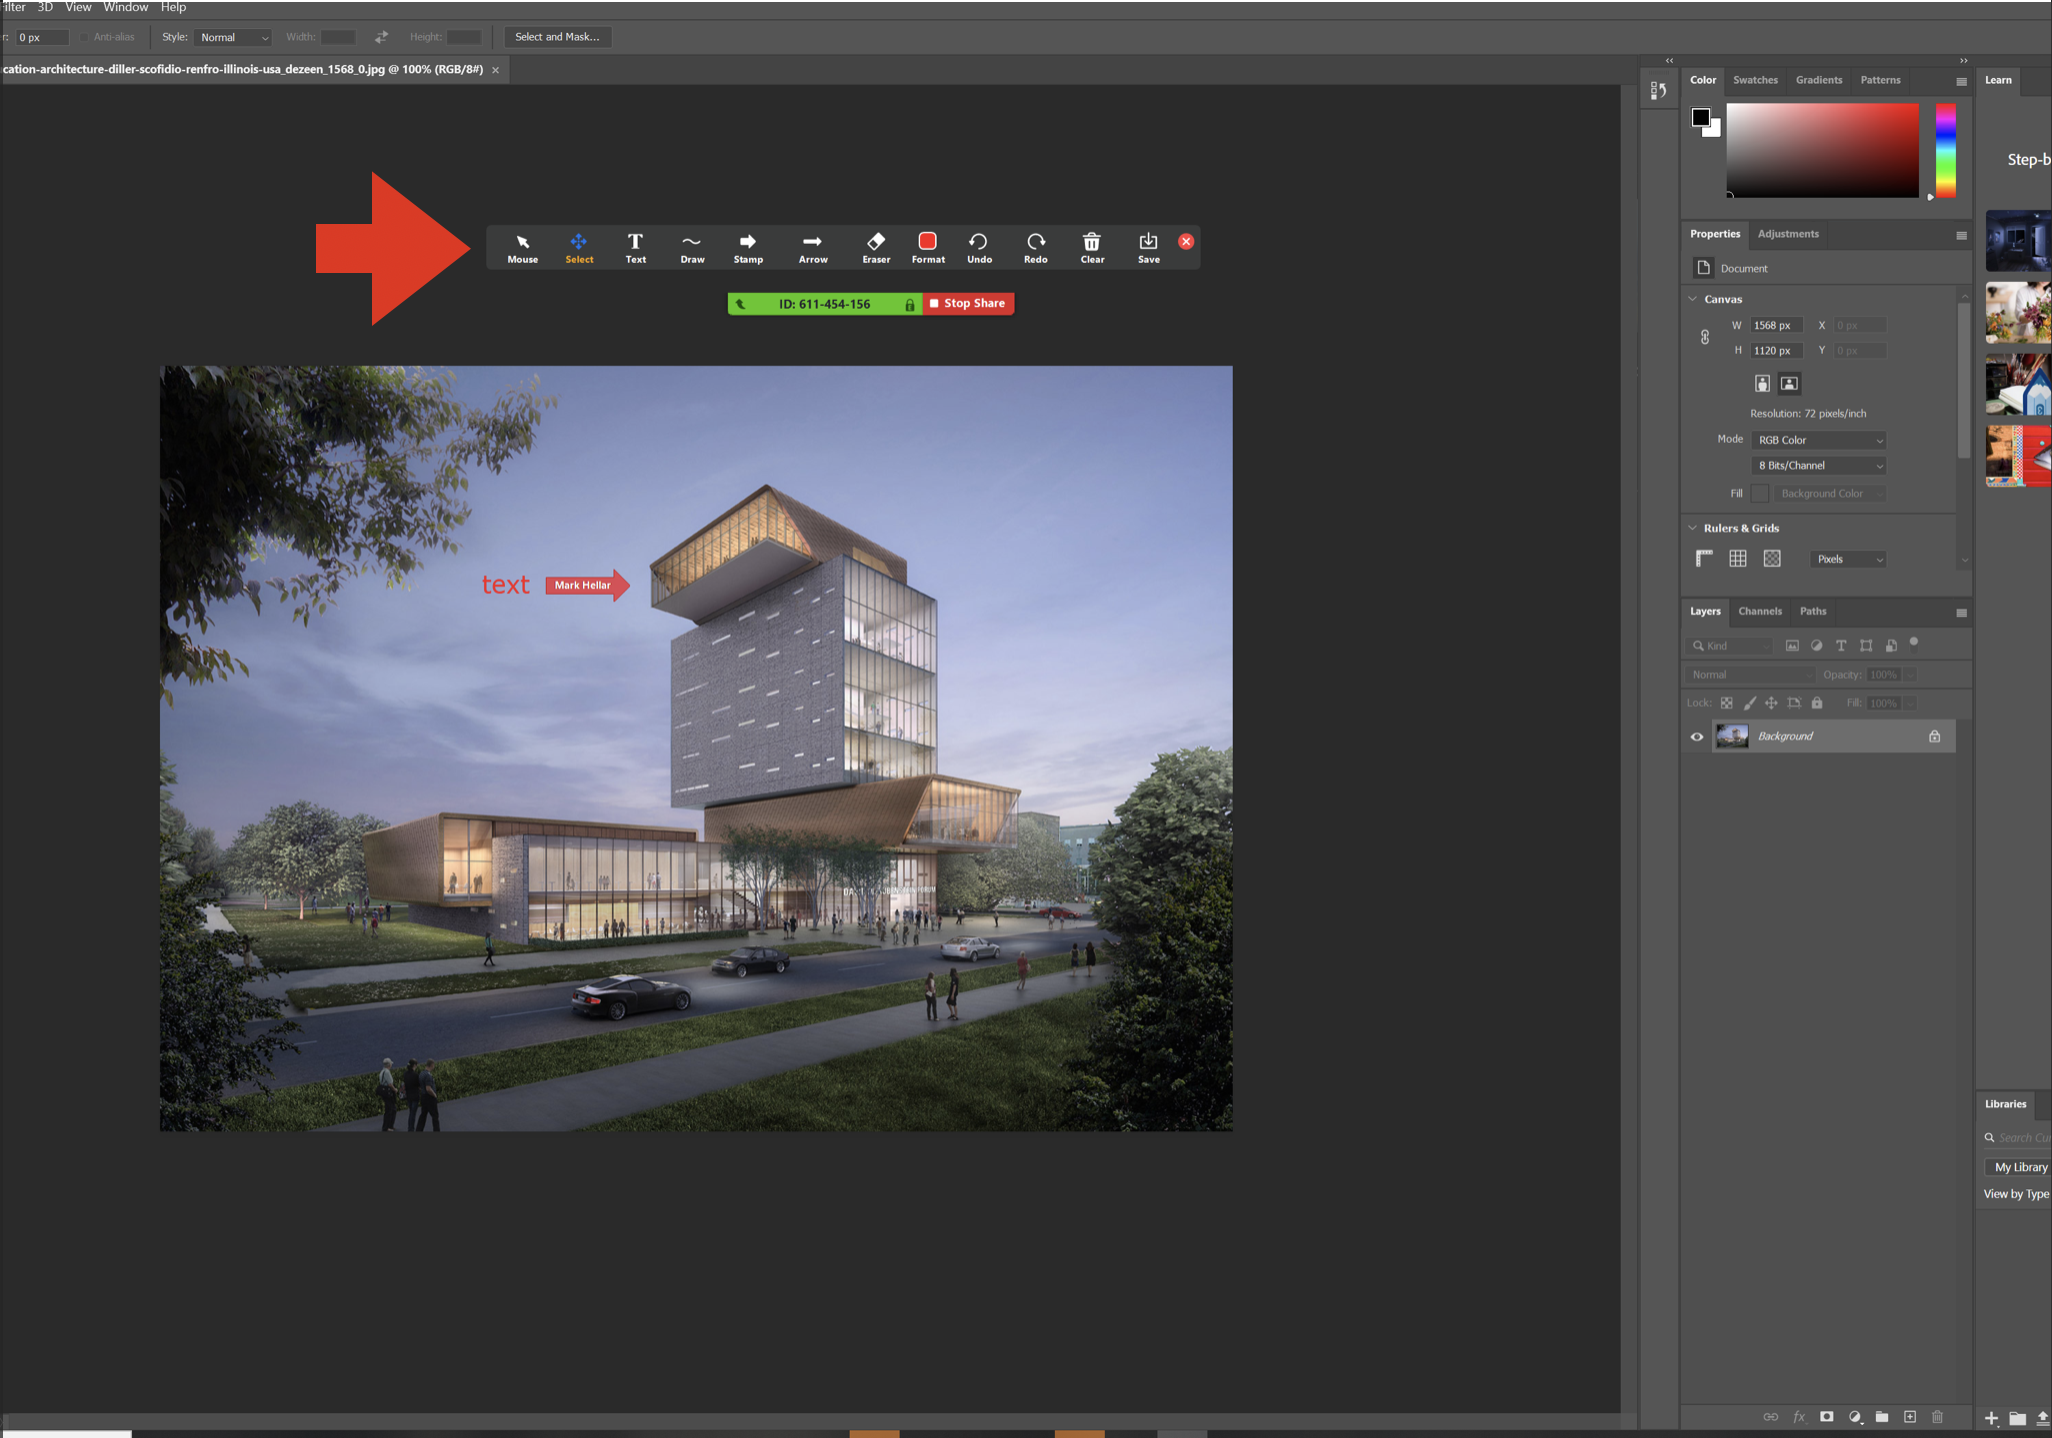 3D View Window Help
0 px Anti-alias Style: Normal Width: Height: Select and Mask...
cation-architecture-diller-scofidio-renfro-illinois-usa_dezeen_1568_0.jpg @ 100% (RGB/8#) ×
Color Swatches Gradients Patterns
Learn
Step-b
Mouse Select Text Draw Stamp Arrow Eraser Format Undo Redo Clear Save
ID: 611-454-156 Stop Share
Properties Adjustments
Document
Canvas
W 1568 px X 0 px
H 1120 px Y 0 px
Resolution: 72 pixels/inch
Mode RGB Color
8 Bits/Channel
Fill Background Color
Rulers & Grids
Pixels
text Mark Hellar
Layers Channels Paths
Kind
Normal Opacity: 100%
Lock: Fill: 100%
Background
Libraries
Search Cur
My Library
View by Type
fx